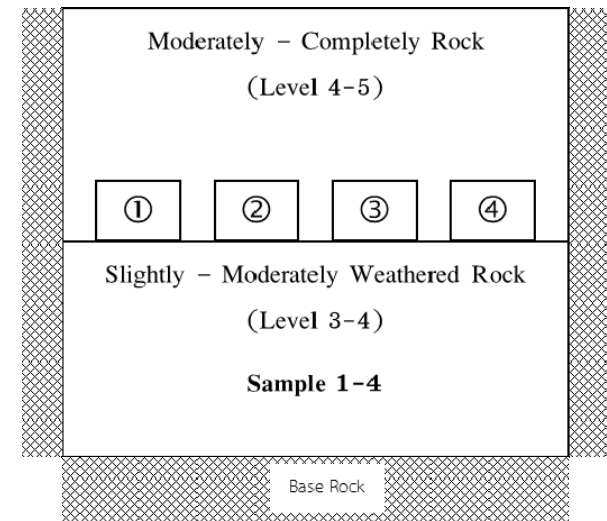 Moderately – Completely Rock
(Level 4-5)
① ② ③ ④
Slightly – Moderately Weathered Rock
(Level 3-4)
Sample 1-4
Base Rock